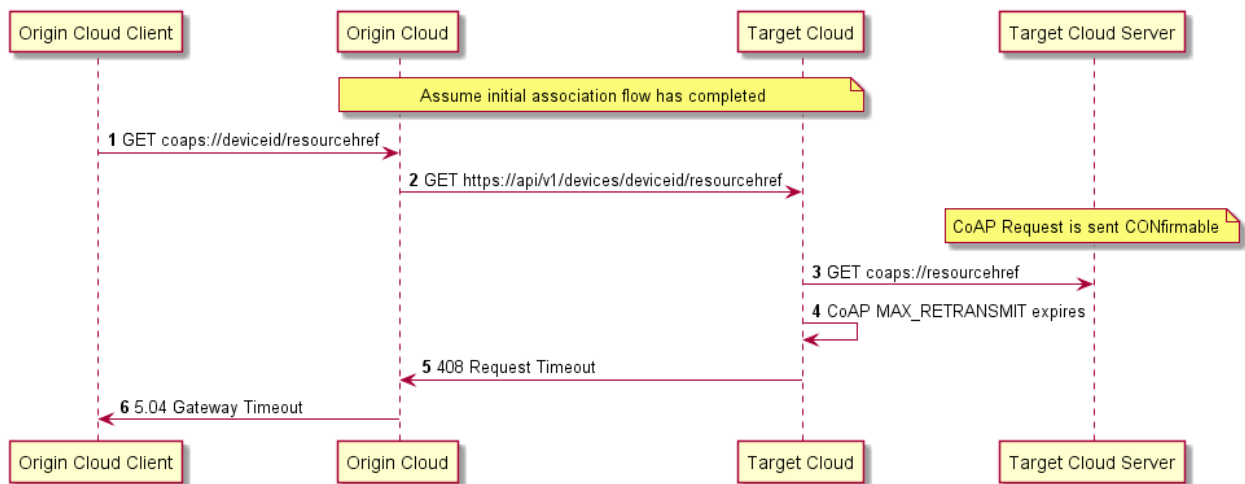 Origin Cloud Client
Origin Cloud
Target Cloud
Target Cloud Server
Assume initial association flow has completed
1 GET coaps://deviceid/resourcehref
2 GET https://api/v1/devices/deviceid/resourcehref
CoAP Request is sent CONfirmable
3 GET coaps://resourcehref
4 CoAP MAX_RETRANSMIT expires
5 408 Request Timeout
6 5.04 Gateway Timeout
Origin Cloud Client
Origin Cloud
Target Cloud
Target Cloud Server